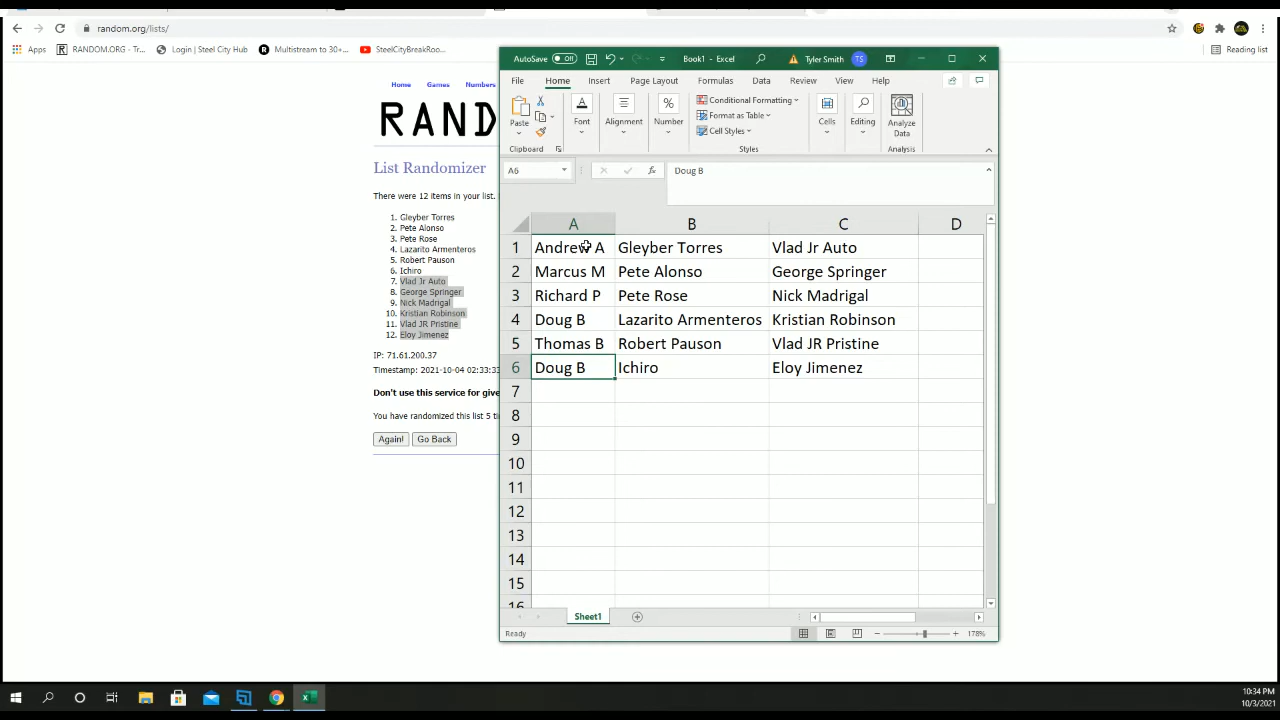 random.org/lists/
Apps RANDOM.ORG - Tr... Login | Steel City Hub Multistream to 30+... SteelCityBreakRoo... Reading list
Home Games Numbers
RAND
List Randomizer
There were 12 items in your list.
1. Gleyber Torres
2. Pete Alonso
3. Pete Rose
4. Lazarito Armenteros
5. Robert Pauson
6. Ichiro
7. Vlad Jr Auto
8. George Springer
9. Nick Madrigal
10. Kristian Robinson
11. Vlad JR Pristine
12. Eloy Jimenez
IP: 71.61.200.37
Timestamp: 2021-10-04 02:33:33
Don't use this service for give
You have randomized this list 5 ti
Again! Go Back
AutoSave Off Book1 - Excel Tyler Smith TS
File Home Insert Page Layout Formulas Data Review View Help
Paste Font Alignment Number Conditional Formatting Format as Table Cell Styles Cells Editing Analyze Data
Clipboard Styles Analysis
A6 fx Doug B
A B C D
1 Andrew A Gleyber Torres Vlad Jr Auto
2 Marcus M Pete Alonso George Springer
3 Richard P Pete Rose Nick Madrigal
4 Doug B Lazarito Armenteros Kristian Robinson
5 Thomas B Robert Pauson Vlad JR Pristine
6 Doug B Ichiro Eloy Jimenez
7
8
9
10
11
12
13
14
15
16
Sheet1
Ready 178%
10:34 PM
10/3/2021